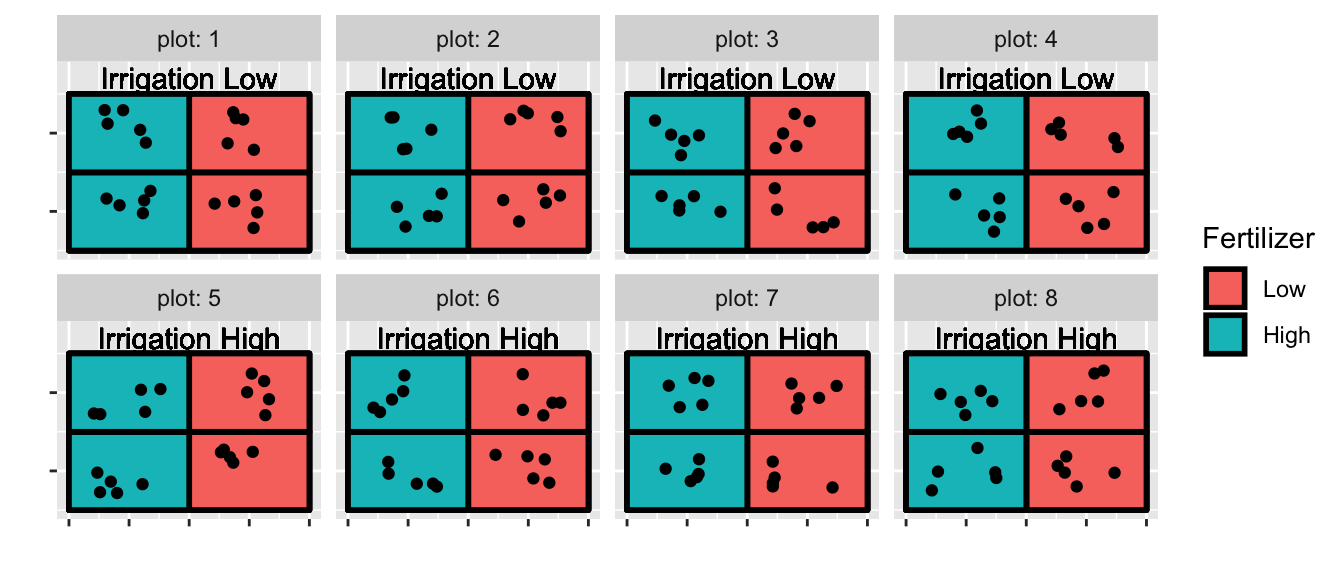 plot: 1
plot: 2
plot: 3
plot: 4
Irrigation Low
Irrigation Low
Irrigation Low
Irrigation Low
plot: 5
plot: 6
plot: 7
plot: 8
Irrigation High
Irrigation High
Irrigation High
Irrigation High
Fertilizer
Low
High